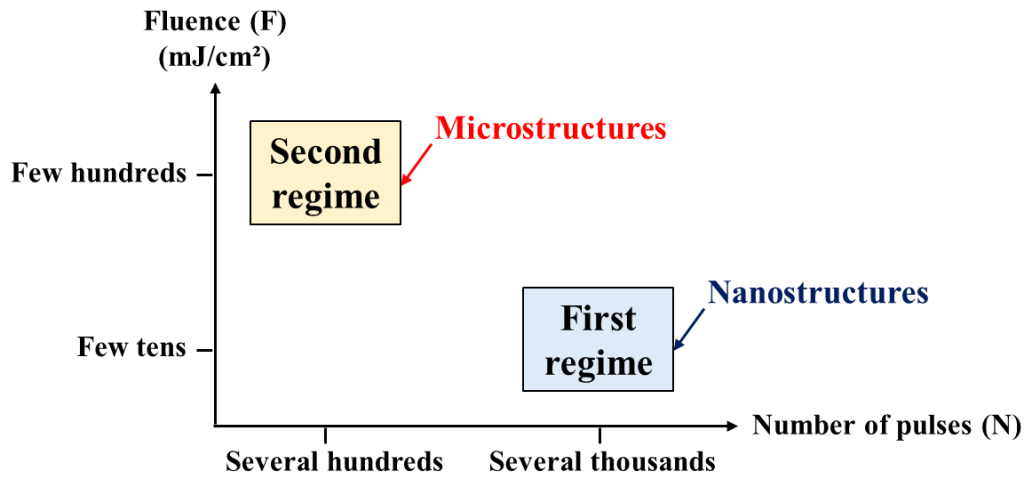 Fluence (F)
(mJ/cm²)
Microstructures
Second
regime
Few hundreds
Nanostructures
First
regime
Few tens
Number of pulses (N)
Several hundreds
Several thousands